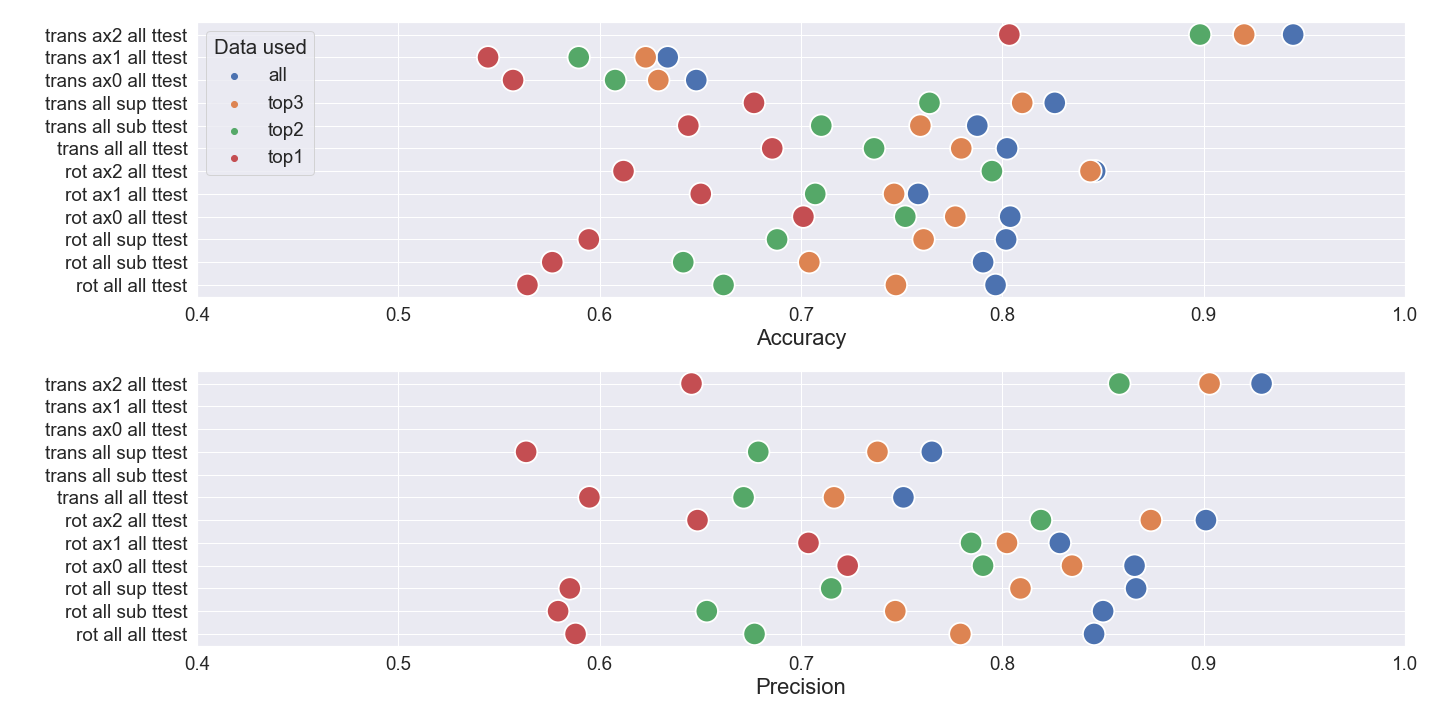 trans ax2 all ttest
trans ax1 all ttest
trans ax0 all ttest
trans all sup ttest
trans all sub ttest
trans all all ttest
rot ax2 all ttest
rot ax1 all ttest
rot ax0 all ttest
rot all sup ttest
rot all sub ttest
rot all all ttest
Data used
all
top3
top2
top1
0.4 0.5 0.6 0.7 0.8 0.9 1.0
Accuracy
trans ax2 all ttest
trans ax1 all ttest
trans ax0 all ttest
trans all sup ttest
trans all sub ttest
trans all all ttest
rot ax2 all ttest
rot ax1 all ttest
rot ax0 all ttest
rot all sup ttest
rot all sub ttest
rot all all ttest
0.4 0.5 0.6 0.7 0.8 0.9 1.0
Precision